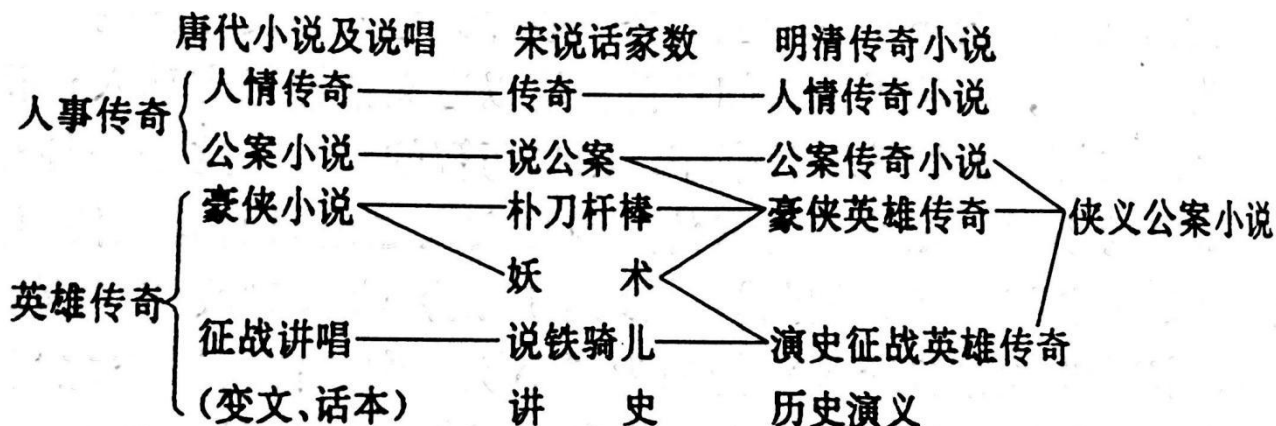 唐代小说及说唱 宋说话家数 明清传奇小说
人事传奇
人情传奇 传奇 人情传奇小说
公案小说 说公案 公案传奇小说
豪侠小说 朴刀杆棒 豪侠英雄传奇 侠义公案小说
妖 术
英雄传奇
征战讲唱 说铁骑儿 演史征战英雄传奇
(变文、话本) 讲 史 历史演义